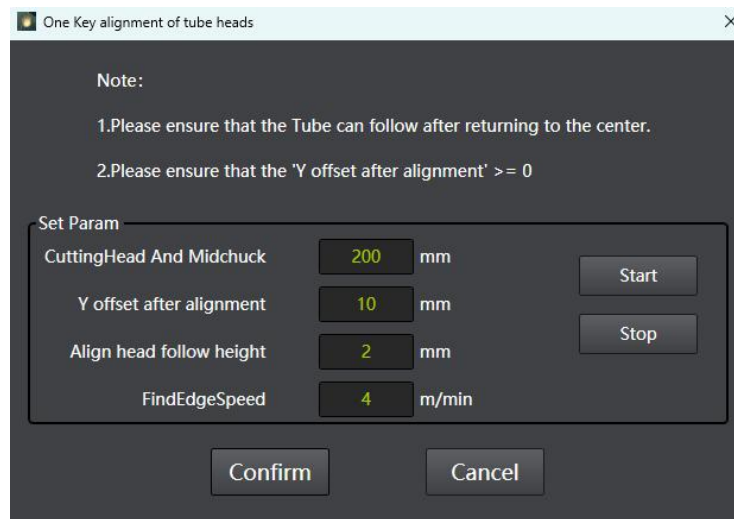 One Key alignment of tube heads
Note:
1.Please ensure that the Tube can follow after returning to the center.
2.Please ensure that the 'Y offset after alignment' >= 0
Set Param
CuttingHead And Midchuck 200 mm
Start
Y offset after alignment 10 mm
Stop
Align head follow height 2 mm
FindEdgeSpeed 4 m/min
Confirm Cancel